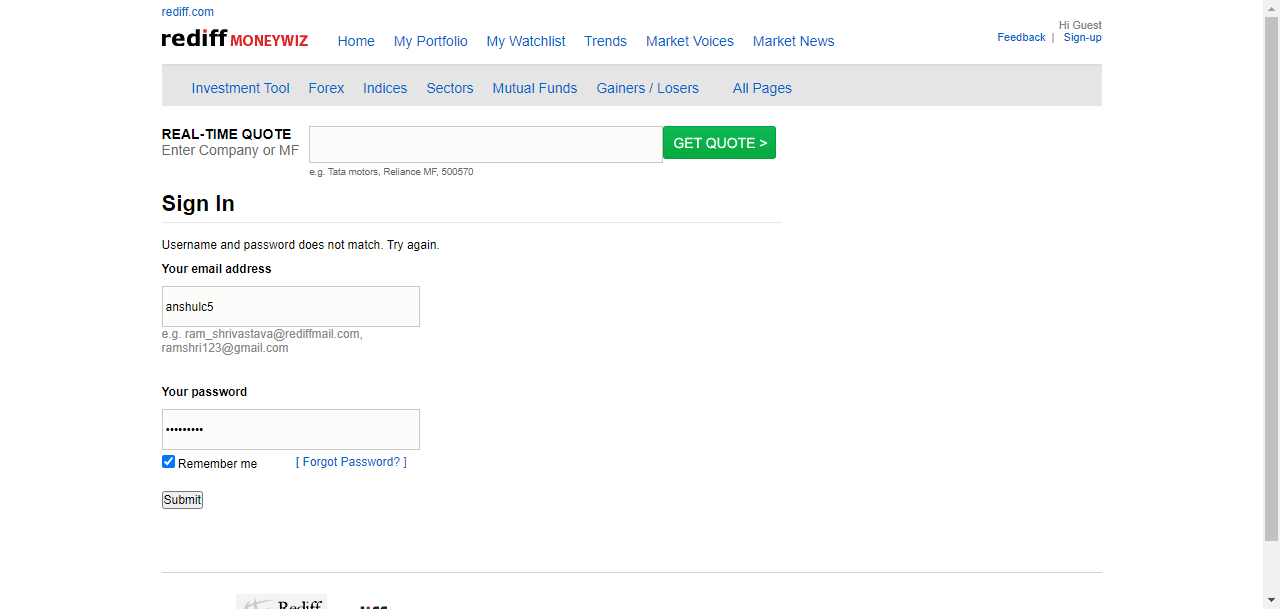 rediff.com
rediff MONEYWIZ
Home My Portfolio My Watchlist Trends Market Voices Market News
Hi Guest
Feedback | Sign-up
Investment Tool Forex Indices Sectors Mutual Funds Gainers / Losers All Pages
REAL-TIME QUOTE
Enter Company or MF
GET QUOTE >
e.g. Tata motors, Reliance MF, 500570
Sign In
Username and password does not match. Try again.
Your email address
anshulc5
e.g. ram_shrivastava@rediffmail.com,
ramshri123@gmail.com
Your password
•••••••••
Remember me [ Forgot Password? ]
Submit
Rediff